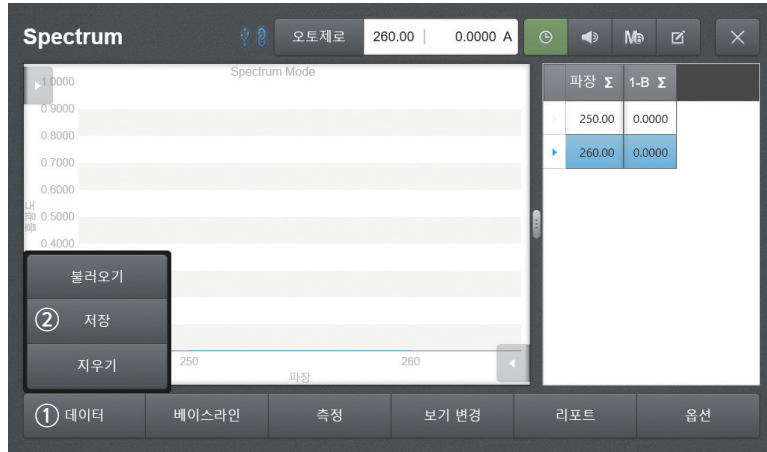 Spectrum 오토제로 260.00 0.0000 A
Spectrum Mode
1.0000
0.9000
0.8000
0.7000
0.6000
0.5000
0.4000
흡광도
250 260
파장
파장 Σ 1-B Σ
250.00 0.0000
260.00 0.0000
불러오기
② 저장
지우기
① 데이터 베이스라인 측정 보기 변경 리포트 옵션